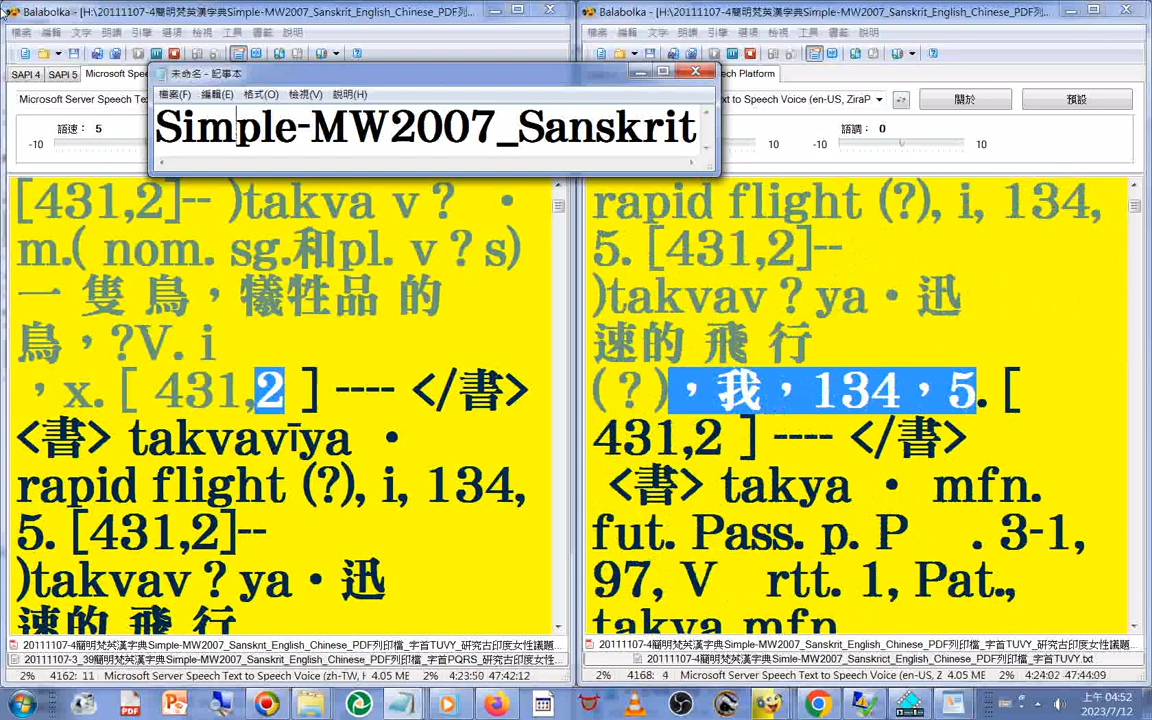 Balabolka - [H:\20111107-4簡明梵英漢字典Simple-MW2007_Sanskrit_English_Chinese_PDF列...
檔案 編輯 文字 朗讀 引擎 選項 檢視 工具 書籤 說明
SAPI 4 SAPI 5 Microsoft Spe
Microsoft Server Speech Text
語速： 5
-10
未命名 - 記事本
檔案(F) 編輯(E) 格式(O) 檢視(V) 說明(H)
Simple-MW2007_Sanskrit
[431,2]-- )takva v？ •
m.( nom. sg.和pl. v？s)
一 隻 鳥，犧牲品 的
鳥，?V. i
，x. [ 431,2 ] ---- </書>
<書> takvavīya •
rapid flight (?), i, 134,
5. [431,2]--
)takvav？ya•迅
速的 飛 行
20111107-4簡明梵英漢字典Simple-MW2007_Sanskrit_English_Chinese_PDF列印檔_字首TUVY_研究古印度女性議題...
20111107-3_39簡明梵英漢字典Simple-MW2007_Sanskrit_English_Chinese_PDF列印檔_字首PQRS_研究古印度女性...
2% 4162: 11 Microsoft Server Speech Text to Speech Voice (zh-TW, H 4.05 ME 2% 4:23:50 47:42:12
Balabolka - [H:\20111107-4簡明梵英漢字典Simple-MW2007_Sanskrit_English_Chinese_PDF列...
檔案 編輯 文字 朗讀 引擎 選項 檢視 工具 書籤 說明
ech Platform
t to Speech Voice (en-US, ZiraP
關於
預設
10
語調： 0
-10
10
rapid flight (?), i, 134,
5. [431,2]--
)takvav？ya•迅
速的 飛 行
(？)，我，134，5. [
431,2 ] ---- </書>
<書> takya • mfn.
fut. Pass. p. P . 3-1,
97, V rtt. 1, Pat.,
takya mfn
20111107-4簡明梵英漢字典Simple-MW2007_Sanskrit_English_Chinese_PDF列印檔_字首TUVY_研究古印度女性議題...
20111107-4簡明梵英漢字典Simle-MW2007_Sanskrict_English_Chinese_PDF列印檔_字首TUVY.txt
2% 4168: 4 Microsoft Server Speech Text to Speech Voice (en-US, Z 4.05 ME 2% 4:24:02 47:44:09
上午 04:52
2023/7/12